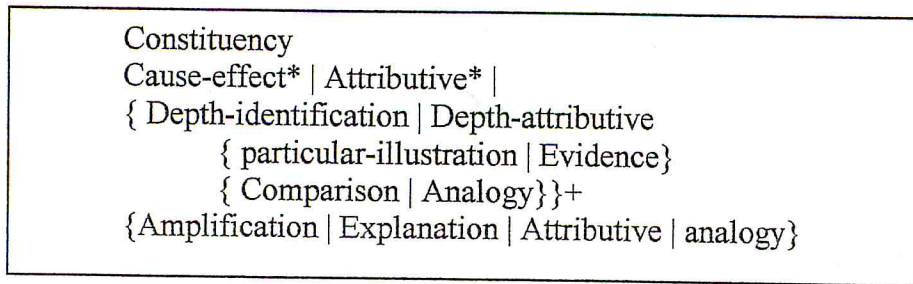 Constituency
Cause-effect* | Attributive* |
{ Depth-identification | Depth-attributive
{ particular-illustration | Evidence}
{ Comparison | Analogy}}+
{Amplification | Explanation | Attributive | analogy}